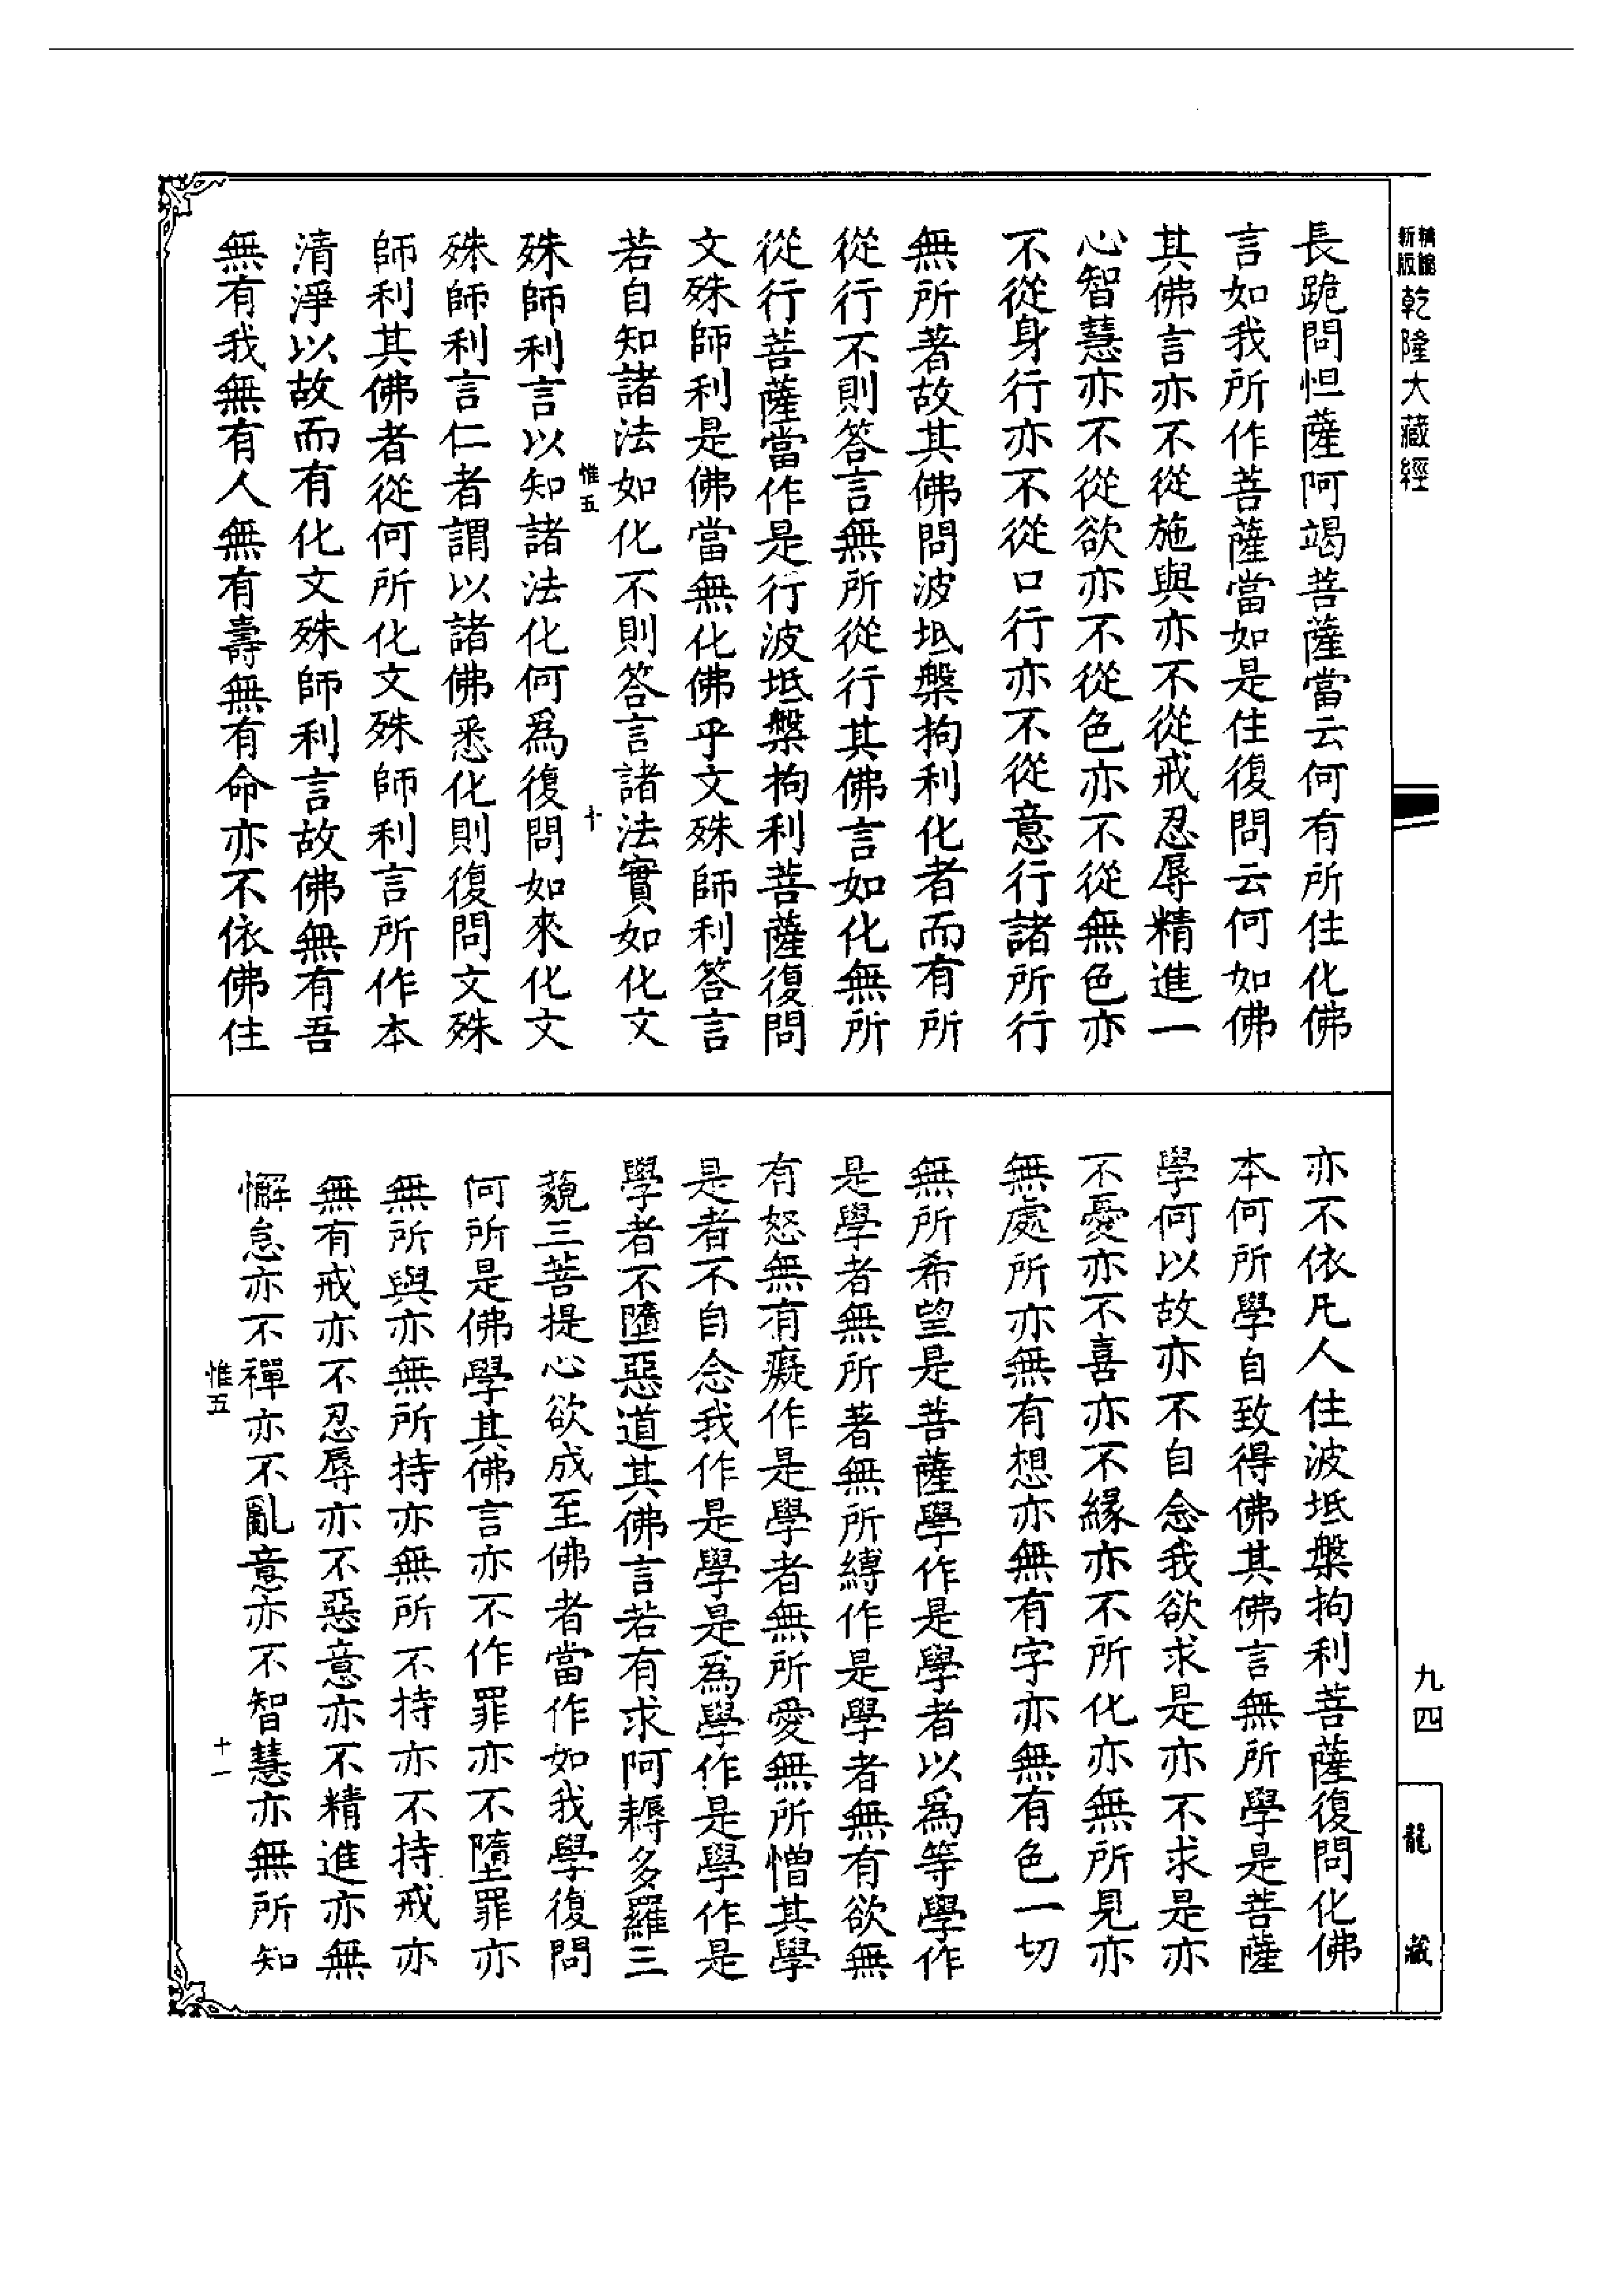 新版
精縮
乾隆大藏經
長跪問怛薩阿竭菩薩當云何有所住化佛
言如我所作菩薩當如是住復問云何如佛
其佛言亦不從施與亦不從戒忍辱精進一
心智慧亦不從欲亦不從色亦不從無色亦
不從身行亦不從口行亦不從意行諸所行
無所著故其佛問波坻槃拘利化者而有所
從行不則答言無所從行其佛言如化無所
從行菩薩當作是行波坻槃拘利菩薩復問
文殊師利是佛當無化佛乎文殊師利答言
若自知諸法如化不則答言諸法實如化文
惟五
十
殊師利言以知諸法化何為復問如來化文
殊師利言仁者謂以諸佛悉化則復問文殊
師利其佛者從何所化文殊師利言所作本
清淨以故而有化文殊師利言故佛無有吾
無有我無有人無有壽無有命亦不依佛住
亦不依凡人住波坻槃拘利菩薩復問化佛
本何所學自致得佛其佛言無所學是菩薩
學何以故亦不自念我欲求是亦不求是亦
不憂亦不喜亦不緣亦不所化亦無所見亦
無處所亦無有想亦無有字亦無有色一切
無所希望是菩薩學作是學者以為等學作
是學者無所著無所縛作是學者無有欲無
有怒無有癡作是學者無所愛無所憎其學
是者不自念我作是學是為學作是學作是
學者不墮惡道其佛言若有求阿耨多羅三
藐三菩提心欲成至佛者當作如我學復問
何所是佛學其佛言亦不作罪亦不墮罪亦
無所與亦無所持亦無所不持亦不持戒亦
無有戒亦不忍辱亦不惡意亦不精進亦無
懈怠亦不禪亦不亂意亦不智慧亦無所知
惟五
十一
九四
龍藏